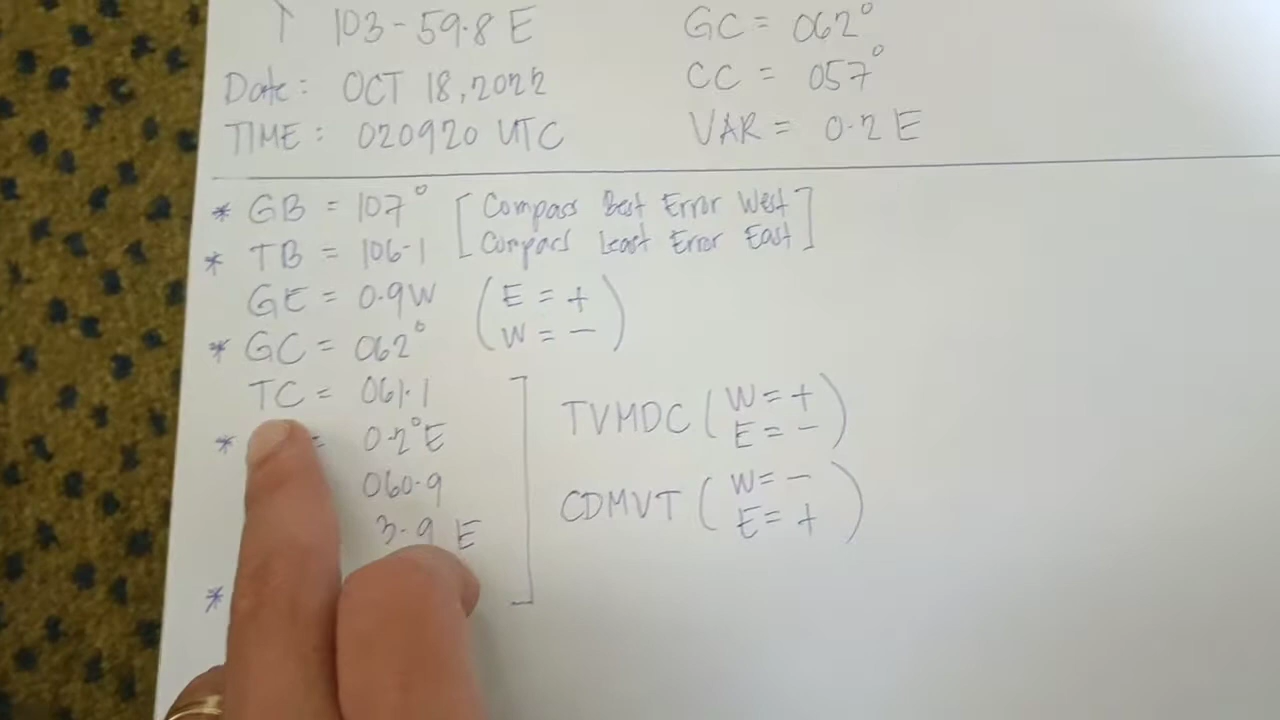 103-59.8 E
GC = 062°
Date: OCT 18, 2022
CC = 057°
TIME: 020920 UTC
VAR = 0.2 E
* GB = 107° [Compass Best Error West
* TB = 106.1 Compass Least Error East]
GE = 0.9W (E = +
W = -)
* GC = 062°
TC = 061.1
* = 0.2°E
060.9
3.9 E
*
TVMDC (W = +
E = -)
CDMVT (W = -
E = +)